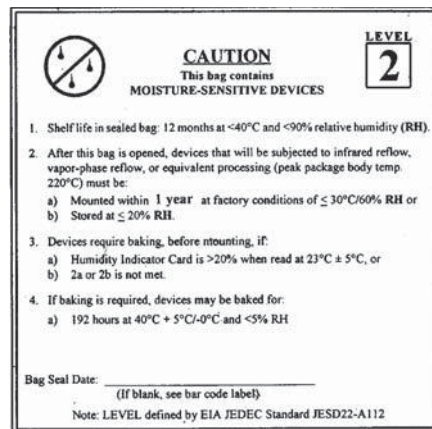 LEVEL
2
CAUTION
This bag contains
MOISTURE-SENSITIVE DEVICES
1. Shelf life in sealed bag: 12 months at <40°C and <90% relative humidity (RH).
2. After this bag is opened, devices that will be subjected to infrared reflow,
vapor-phase reflow, or equivalent processing (peak package body temp.
220°C) must be:
a) Mounted within 1 year at factory conditions of ≤ 30°C/60% RH or
b) Stored at ≤ 20% RH.
3. Devices require baking, before mounting, if:
a) Humidity Indicator Card is >20% when read at 23°C ± 5°C, or
b) 2a or 2b is not met.
4. If baking is required, devices may be baked for:
a) 192 hours at 40°C + 5°C/-0°C and <5% RH
Bag Seal Date:
(If blank, see bar code label)
Note: LEVEL defined by EIA JEDEC Standard JESD22-A112